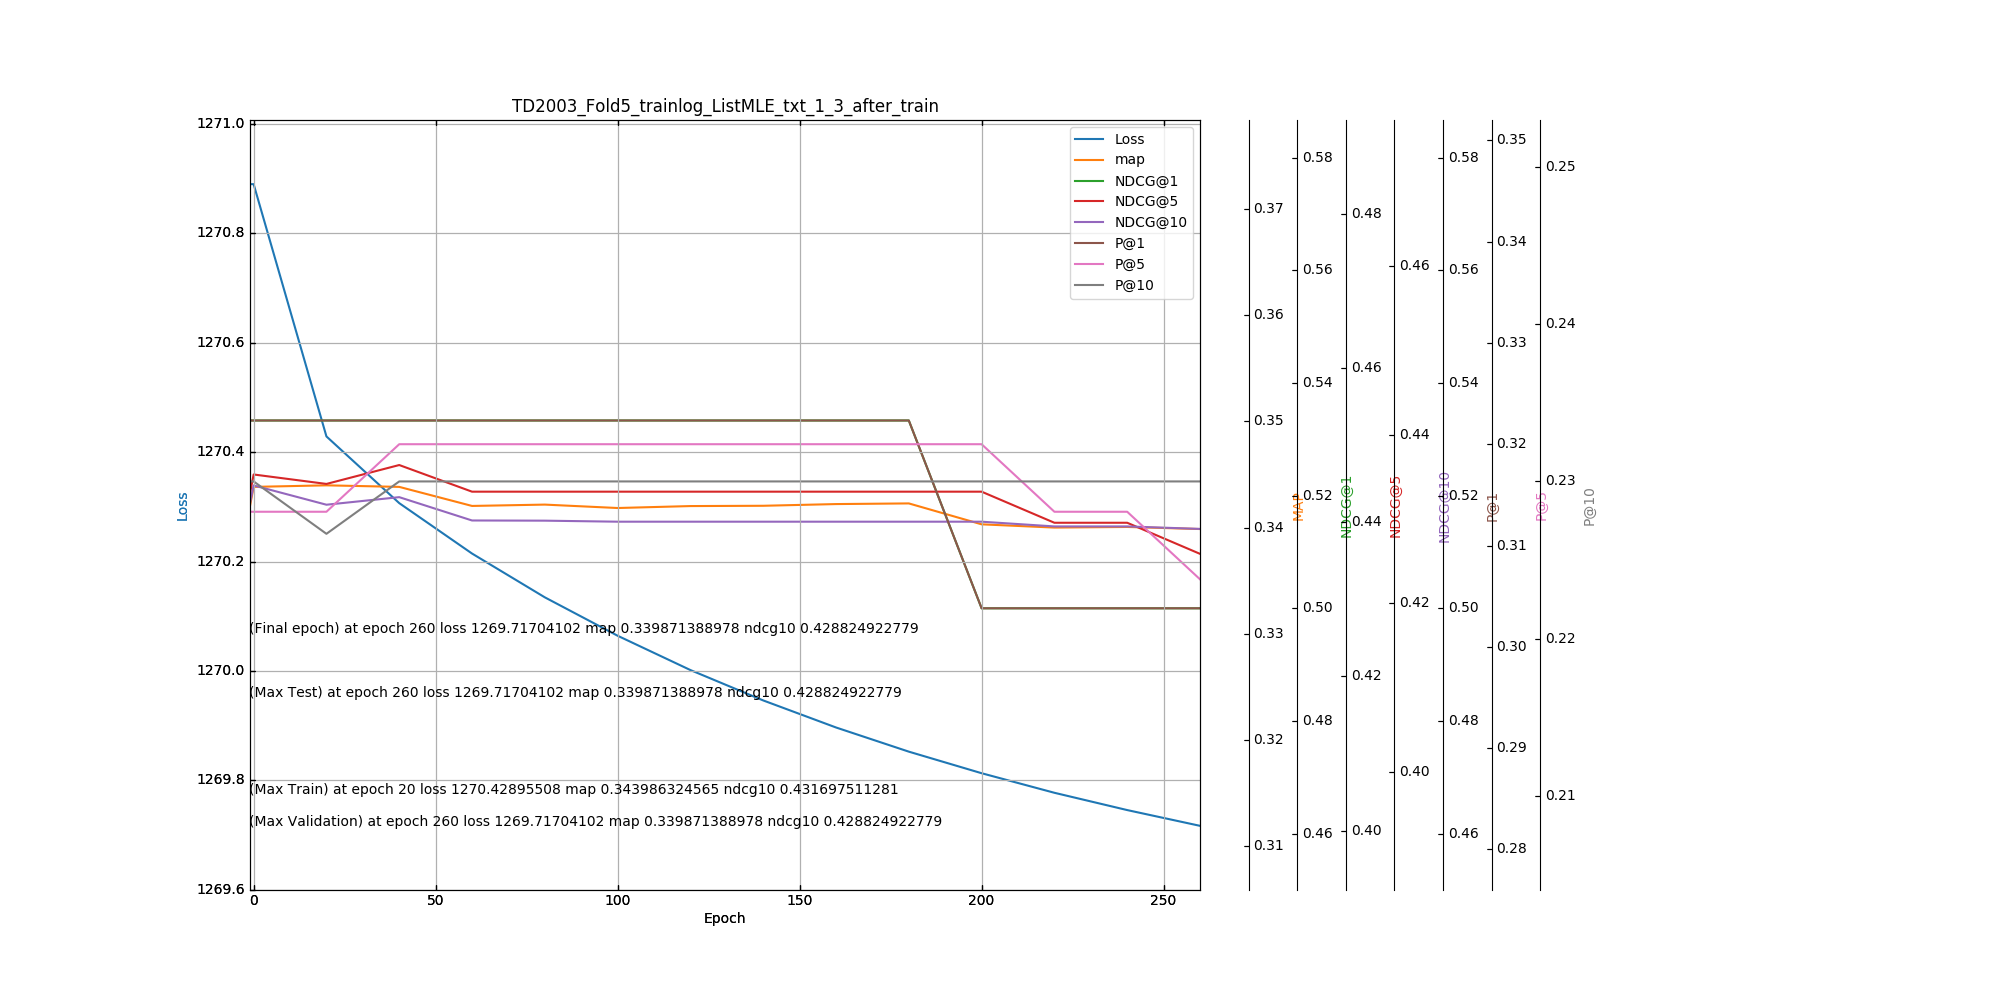 TD2003_Fold5_trainlog_ListMLE_txt_1_3_after_train
1271.0
1270.8
1270.6
1270.4
1270.2
1270.0
1269.8
1269.6
Loss
0
50
100
150
200
250
Epoch
Loss
map
NDCG@1
NDCG@5
NDCG@10
P@1
P@5
P@10
(Final epoch) at epoch 260 loss 1269.71704102 map 0.339871388978 ndcg10 0.428824922779
(Max Test) at epoch 260 loss 1269.71704102 map 0.339871388978 ndcg10 0.428824922779
(Max Train) at epoch 20 loss 1270.42895508 map 0.343986324565 ndcg10 0.431697511281
(Max Validation) at epoch 260 loss 1269.71704102 map 0.339871388978 ndcg10 0.428824922779
0.37
0.36
0.35
0.34
0.33
0.32
0.31
MAP
0.58
0.56
0.54
0.52
0.50
0.48
0.46
NDCG@1
0.48
0.46
0.44
0.42
0.40
NDCG@5
0.46
0.44
0.42
0.40
NDCG@10
0.58
0.56
0.54
0.52
0.50
0.48
0.46
P@1
0.35
0.34
0.33
0.32
0.31
0.30
0.29
0.28
P@5
0.25
0.24
0.23
0.22
0.21
P@10